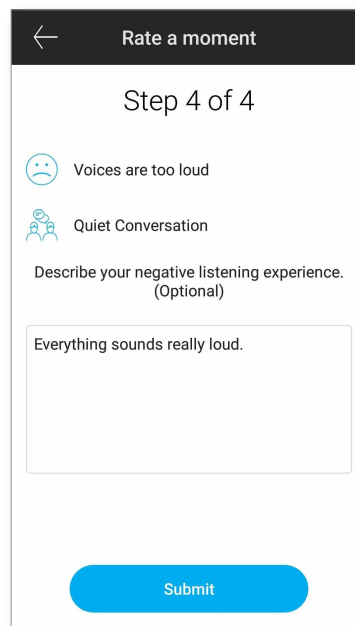 Rate a moment
Step 4 of 4
Voices are too loud
Quiet Conversation
Describe your negative listening experience.
(Optional)
Everything sounds really loud.
Submit